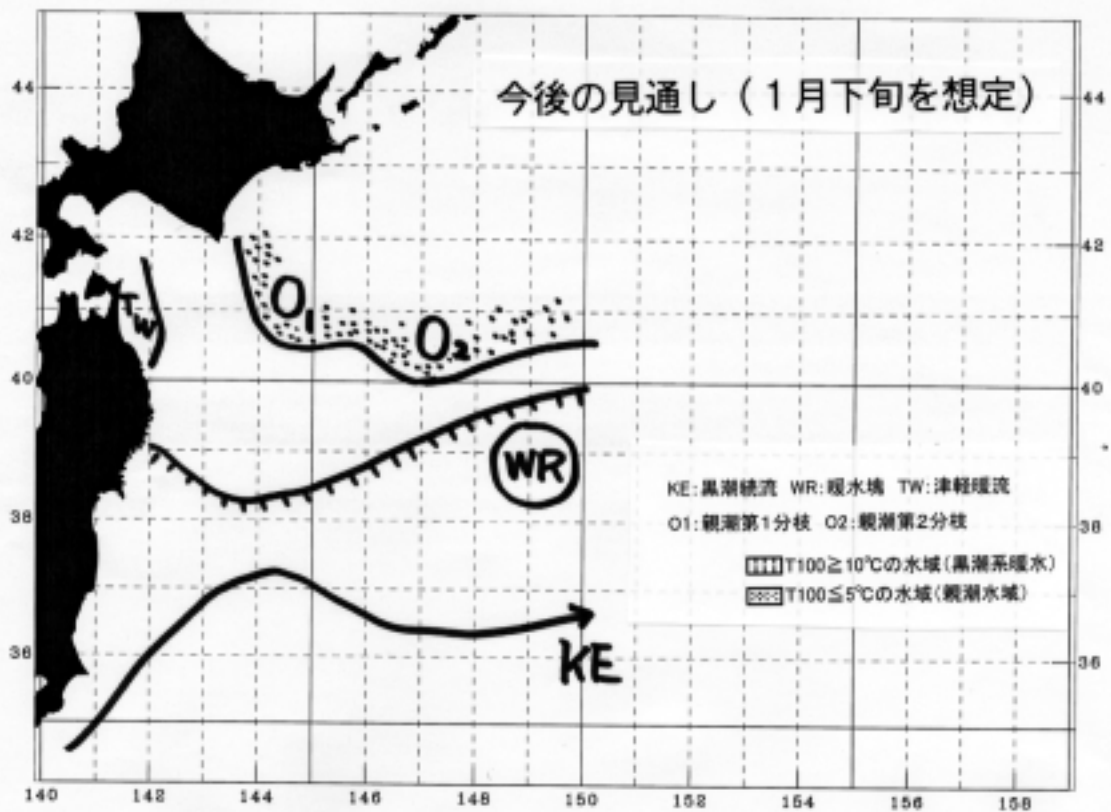 今後の見通し（１月下旬を想定）
44
44
42
42
40
40
38
38
36
36
TW
O1
O2
WR
KE
KE:黒潮続流 WR:暖水塊 TW:津軽暖流
O1:親潮第1分枝 O2:親潮第2分枝
T100≧10℃の水域(黒潮系暖水)
T100≦5℃の水域(親潮水域)
140 142 144 146 148 150 152 154 156 158